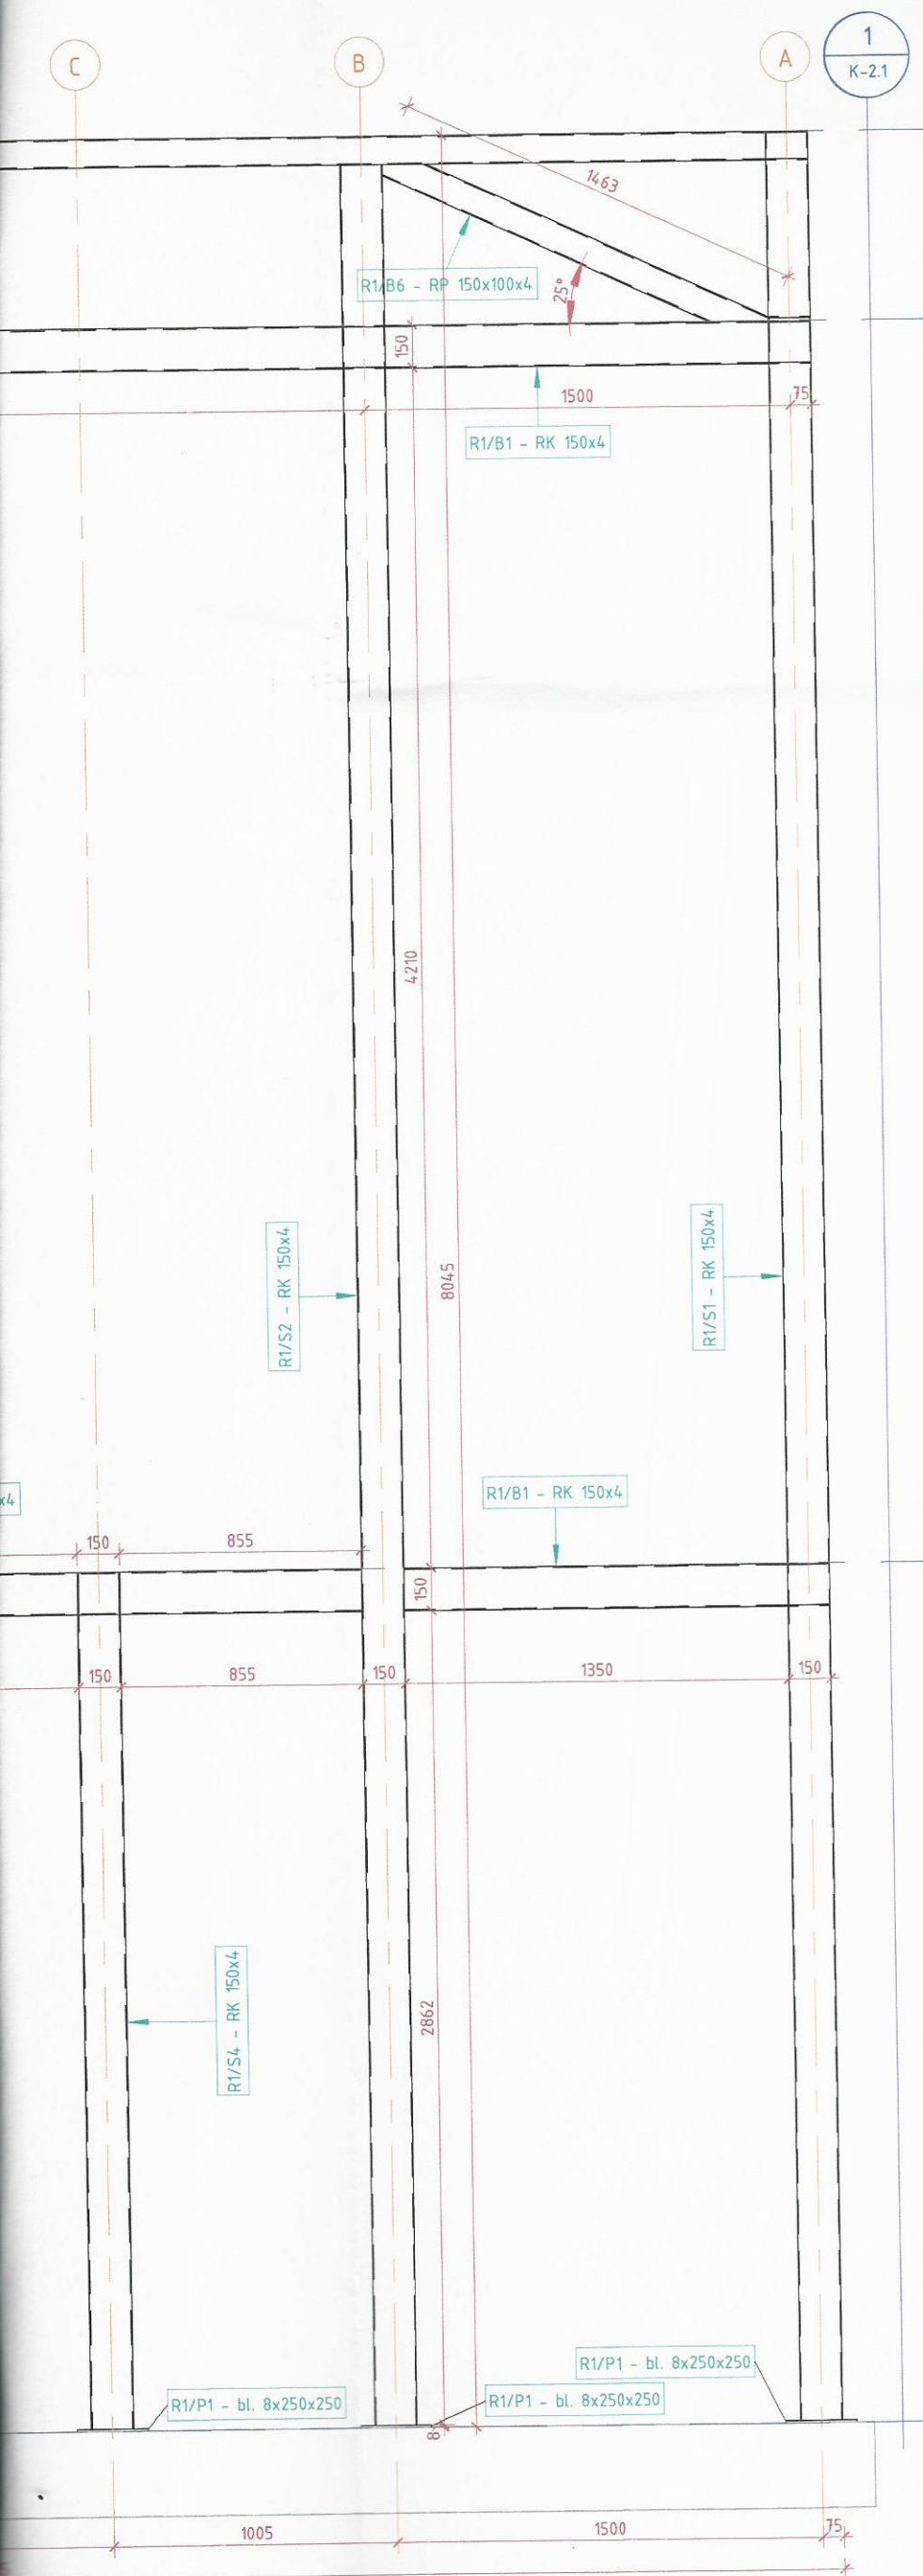 C
B
A
1
K-2.1
1463
R1/B6 - RP 150x100x4
25°
150
1500
75
R1/B1 - RK 150x4
4210
8045
R1/S2 - RK 150x4
R1/S1 - RK 150x4
x4
R1/B1 - RK 150x4
150
855
150
150
855
150
1350
150
R1/S4 - RK 150x4
2862
R1/P1 - bl. 8x250x250
R1/P1 - bl. 8x250x250
R1/P1 - bl. 8x250x250
8
1005
1500
75